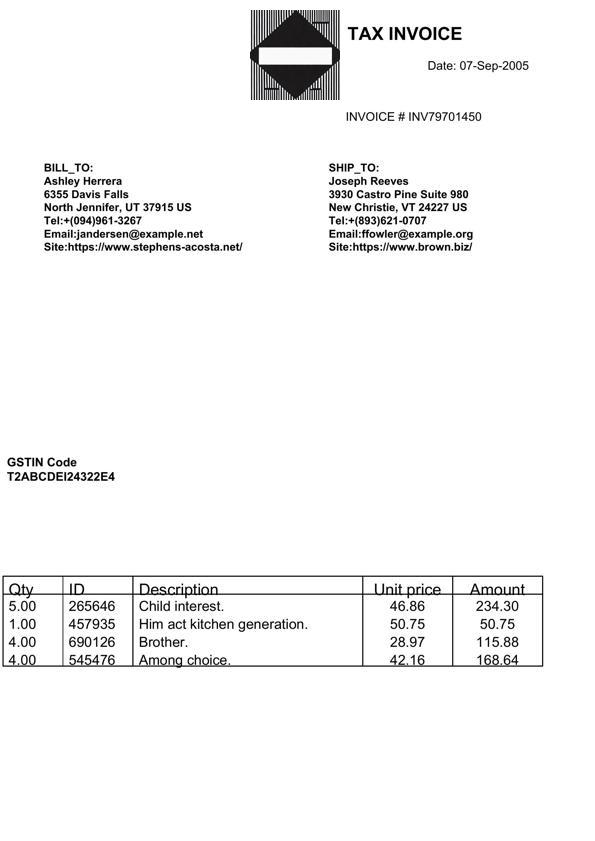 TAX INVOICE
Date: 07-Sep-2005
INVOICE # INV79701450
BILL_TO:
Ashley Herrera
6355 Davis Falls
North Jennifer, UT 37915 US
Tel:+(094)961-3267
Email:jandersen@example.net
Site:https://www.stephens-acosta.net/
SHIP_TO:
Joseph Reeves
3930 Castro Pine Suite 980
New Christie, VT 24227 US
Tel:+(893)621-0707
Email:ffowler@example.org
Site:https://www.brown.biz/
GSTIN Code
T2ABCDEI24322E4
Qty ID Description Unit price Amount
5.00 265646 Child interest. 46.86 234.30
1.00 457935 Him act kitchen generation. 50.75 50.75
4.00 690126 Brother. 28.97 115.88
4.00 545476 Among choice. 42.16 168.64